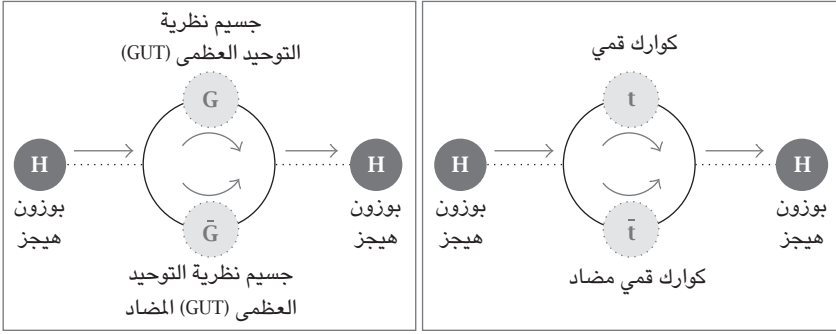 جسيم نظرية
التوحيد العظمى (GUT)
G
H
H
بوزون
هيجز
بوزون
هيجز
Ḡ
جسيم نظرية التوحيد
العظمى (GUT) المضاد
كوارك قمي
t
H
H
بوزون
هيجز
بوزون
هيجز
t̄
كوارك قمي مضاد